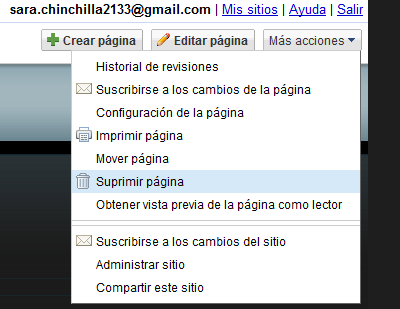 sara.chinchilla2133@gmail.com | Mis sitios | Ayuda | Salir
Crear página Editar página Más acciones
Historial de revisiones
Suscribirse a los cambios de la página
Configuración de la página
Imprimir página
Mover página
Suprimir página
Obtener vista previa de la página como lector
Suscribirse a los cambios del sitio
Administrar sitio
Compartir este sitio